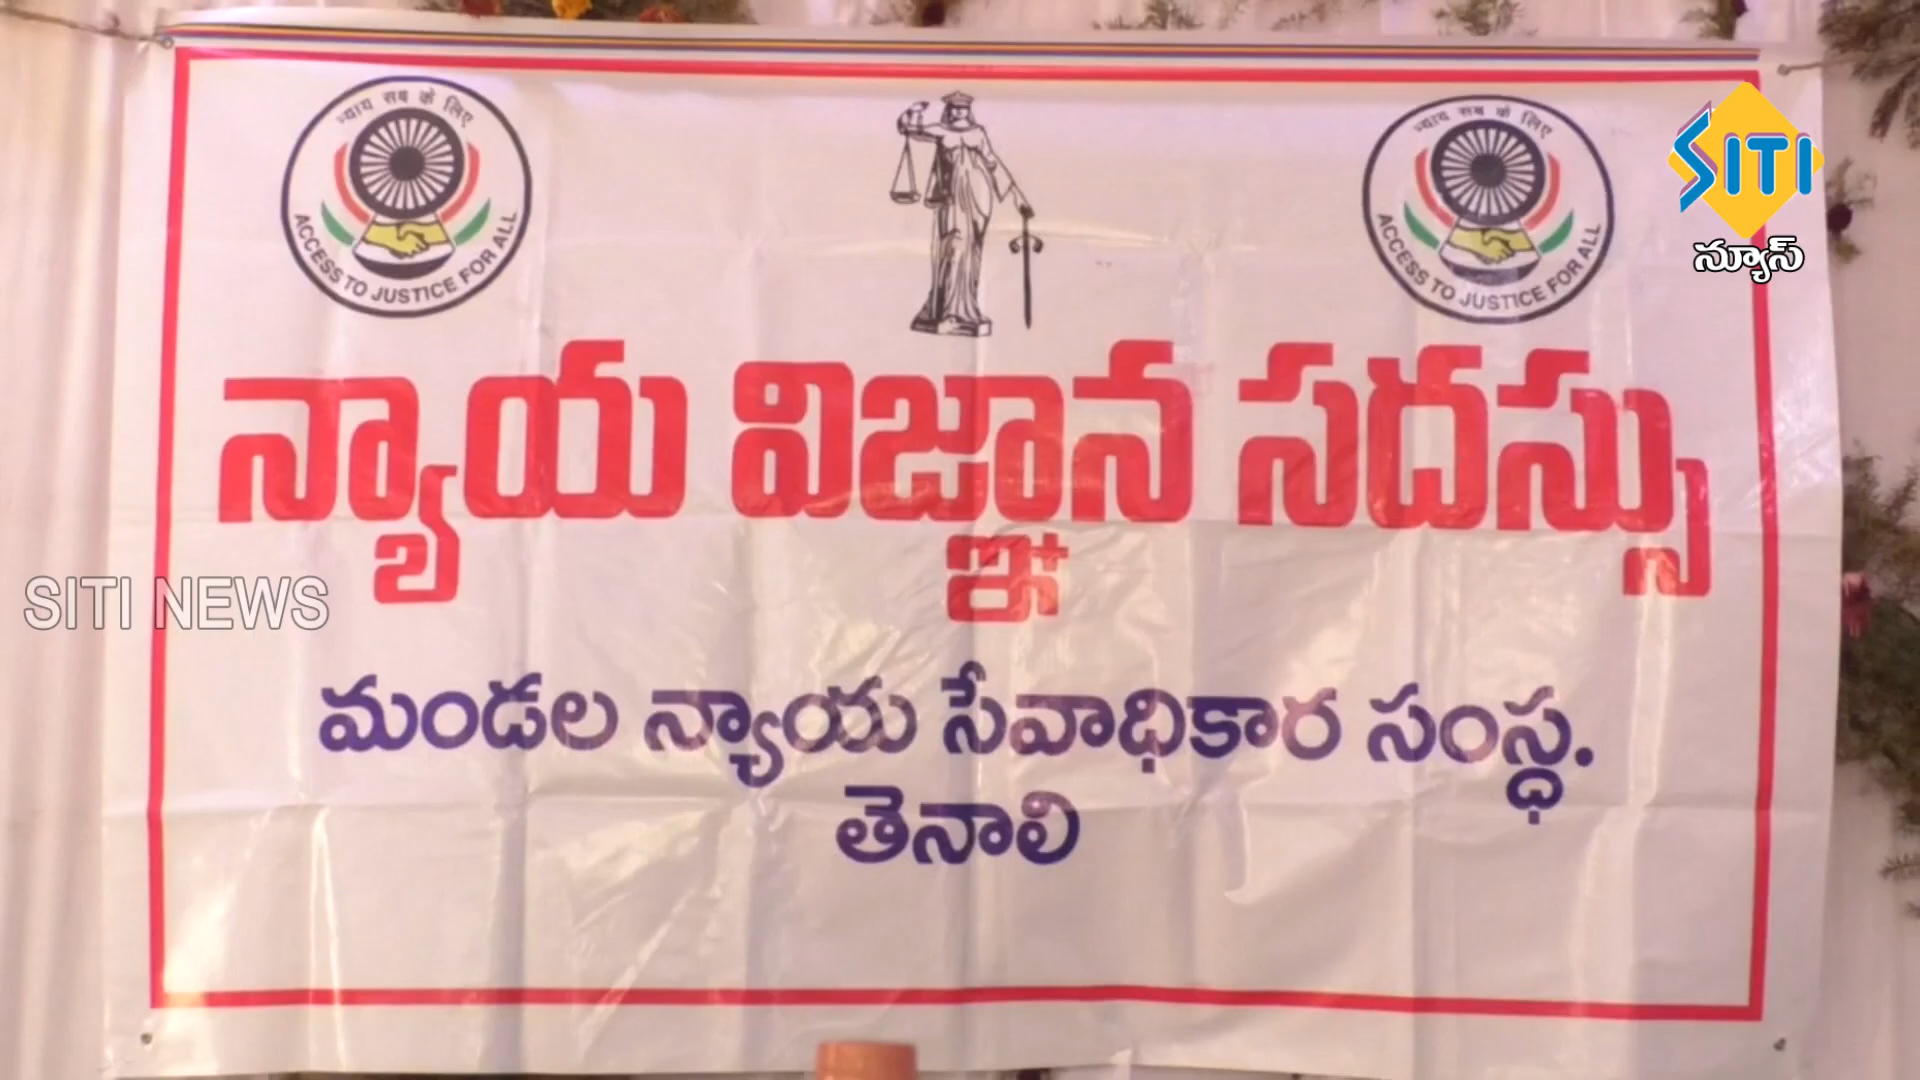 न्याय सब के लिए
ACCESS TO JUSTICE FOR ALL
न्याय सब के लिए
ACCESS TO JUSTICE FOR ALL
SITI
న్యూస్
న్యాయ విజ్ఞాన సదస్సు
SITI NEWS
మండల న్యాయ సేవాధికార సంస్థ.
తెనాలి